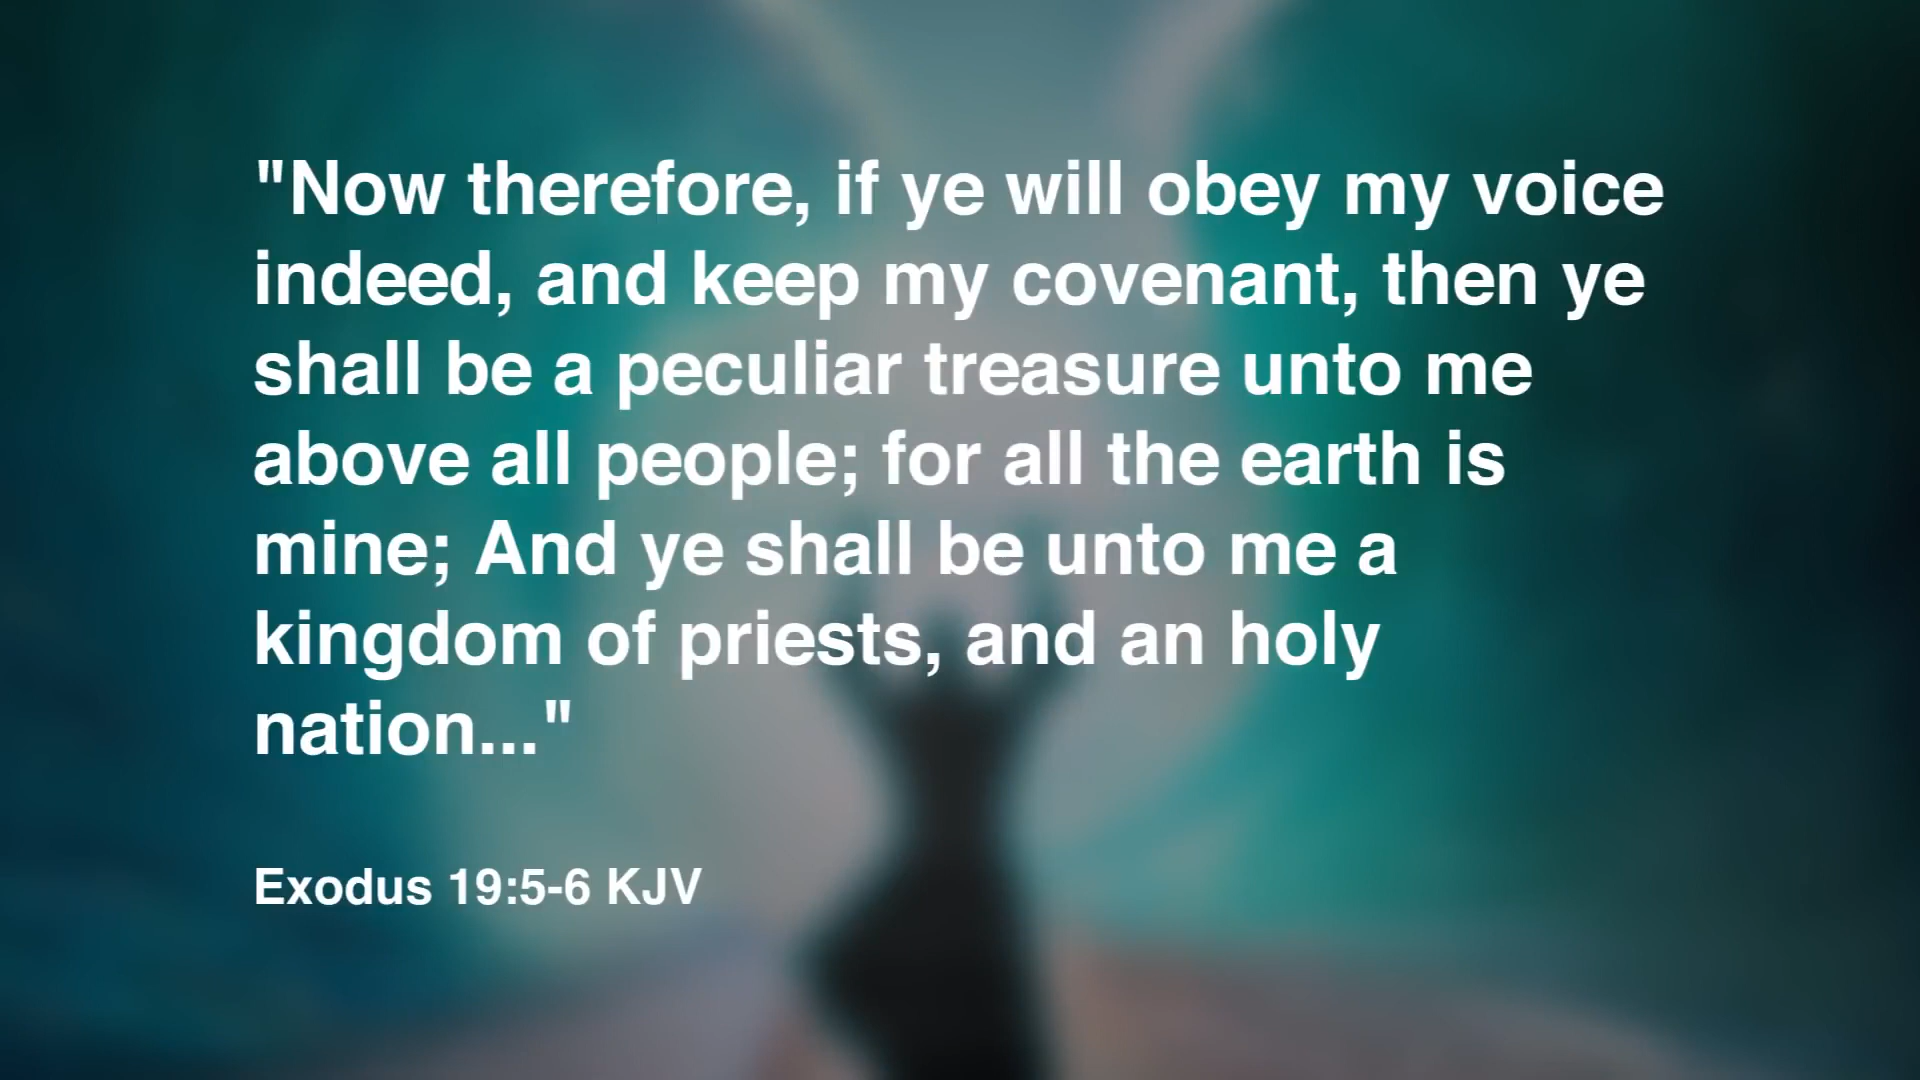 "Now therefore, if ye will obey my voice
indeed, and keep my covenant, then ye
shall be a peculiar treasure unto me
above all people; for all the earth is
mine; And ye shall be unto me a
kingdom of priests, and an holy
nation..."
Exodus 19:5-6 KJV